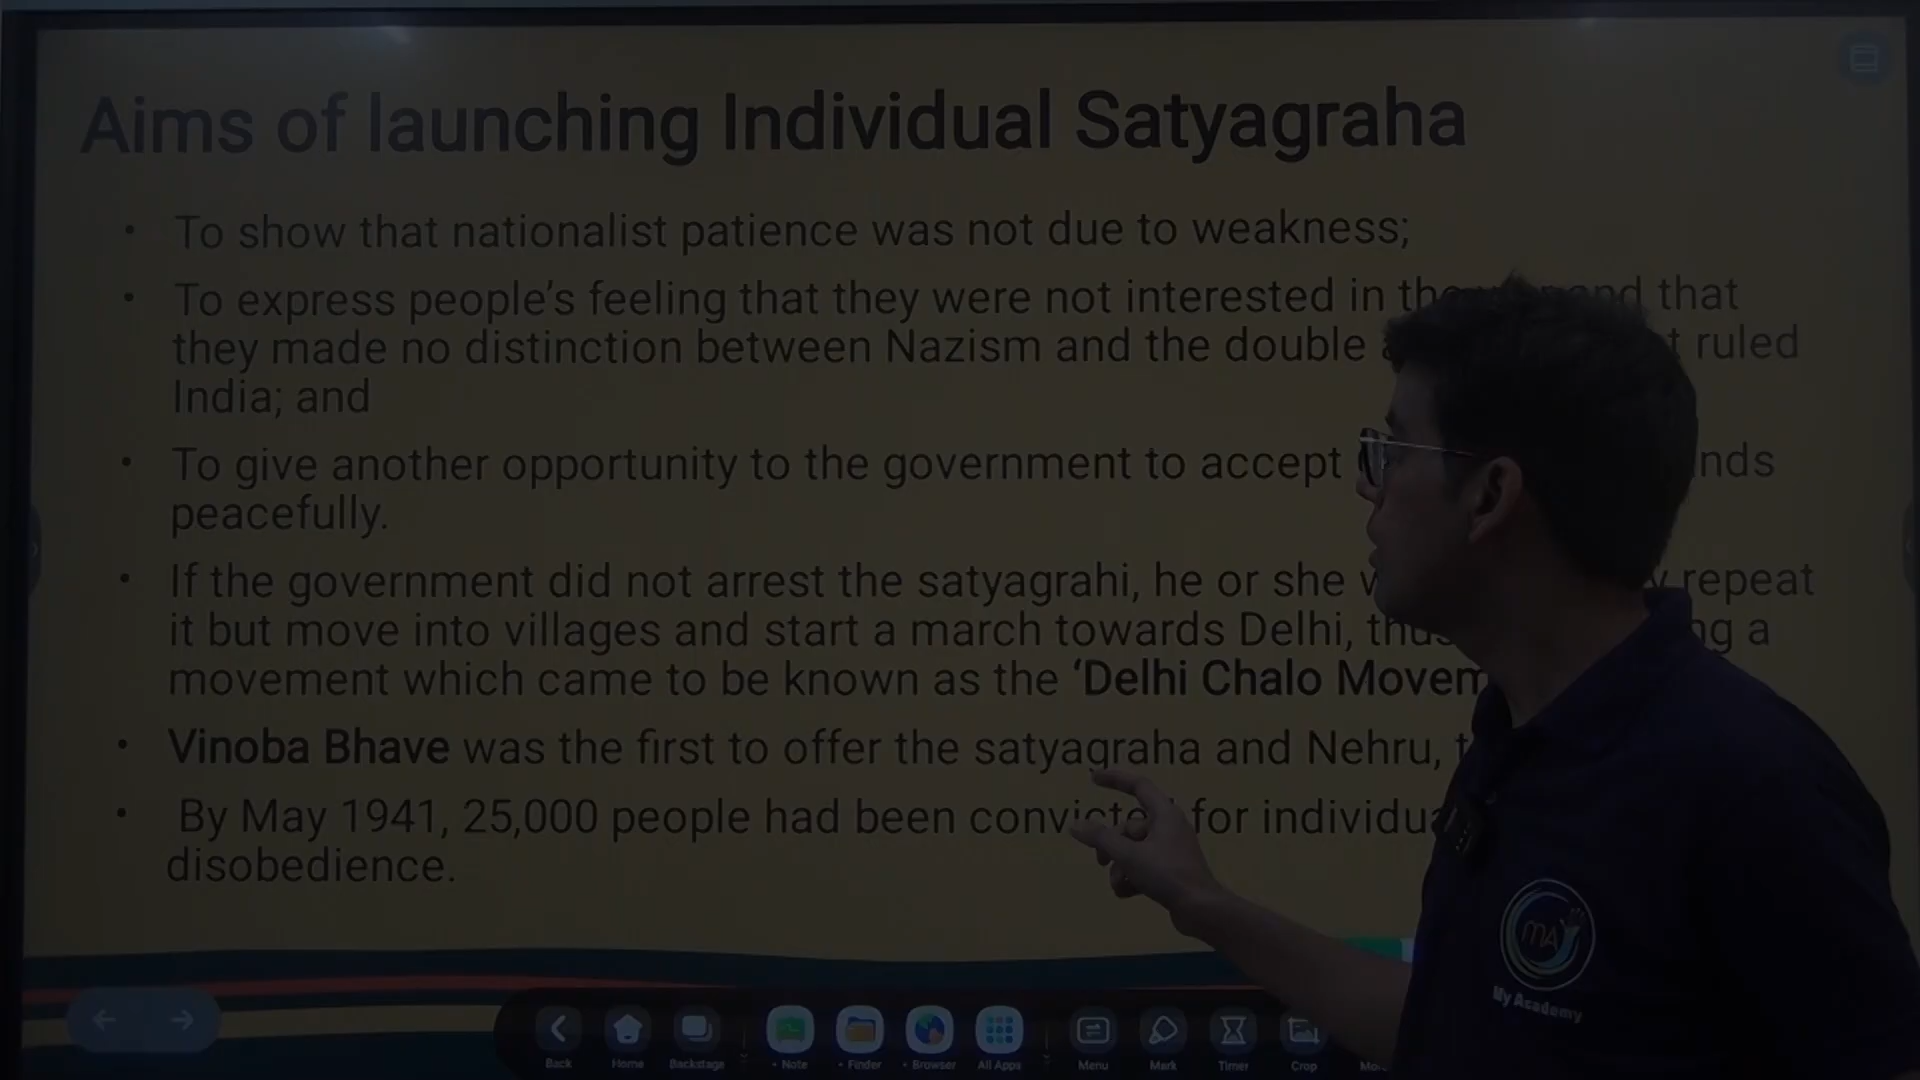 Aims of launching Individual Satyagraha
• To show that nationalist patience was not due to weakness;
• To express people's feeling that they were not interested in the and that
they made no distinction between Nazism and the double ruled
India; and
• To give another opportunity to the government to accept
peacefully.
• If the government did not arrest the satyagrahi, he or she repeat
it but move into villages and start a march towards Delhi, a
movement which came to be known as the ‘Delhi Chalo
• Vinoba Bhave was the first to offer the satyagraha and Nehru,
• By May 1941, 25,000 people had been convicted for
disobedience.
MA
My Academy
Back Home Backstage Note Finder Browser All Apps Menu Mark Timer Crop